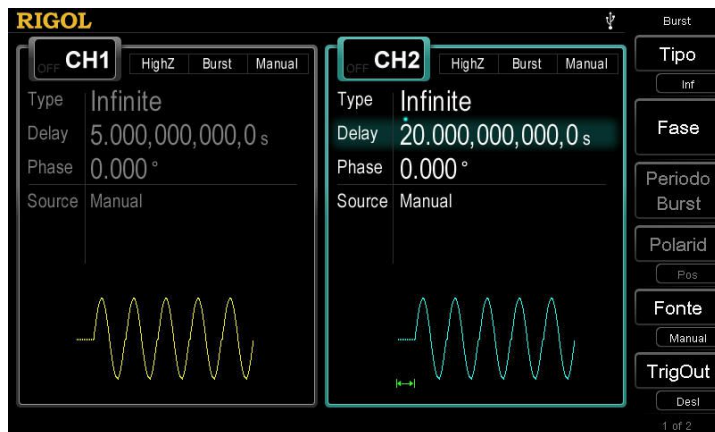 RIGOL
Burst
OFF CH1 HighZ Burst Manual
Type Infinite
Delay 5.000,000,000,0 s
Phase 0.000 °
Source Manual
OFF CH2 HighZ Burst Manual
Type Infinite
Delay 20.000,000,000,0 s
Phase 0.000 °
Source Manual
Tipo
Inf
Fase
Periodo
Burst
Polarid
Pos
Fonte
Manual
TrigOut
Desl
1 of 2